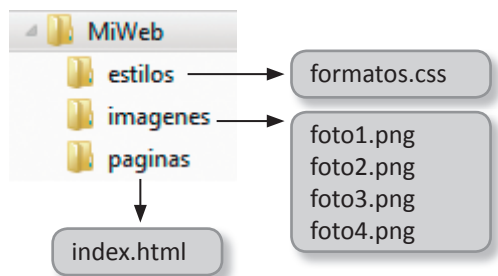 MiWeb
estilos
formatos.css
imagenes
foto1.png
foto2.png
foto3.png
foto4.png
paginas
index.html